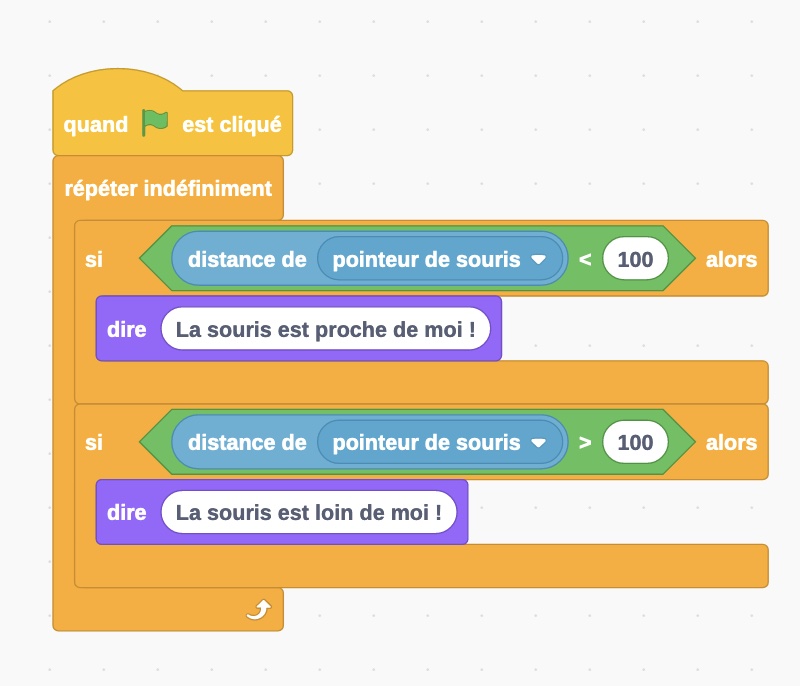 quand est cliqué
répéter indéfiniment
si distance de pointeur de souris < 100 alors
dire La souris est proche de moi !
si distance de pointeur de souris > 100 alors
dire La souris est loin de moi !